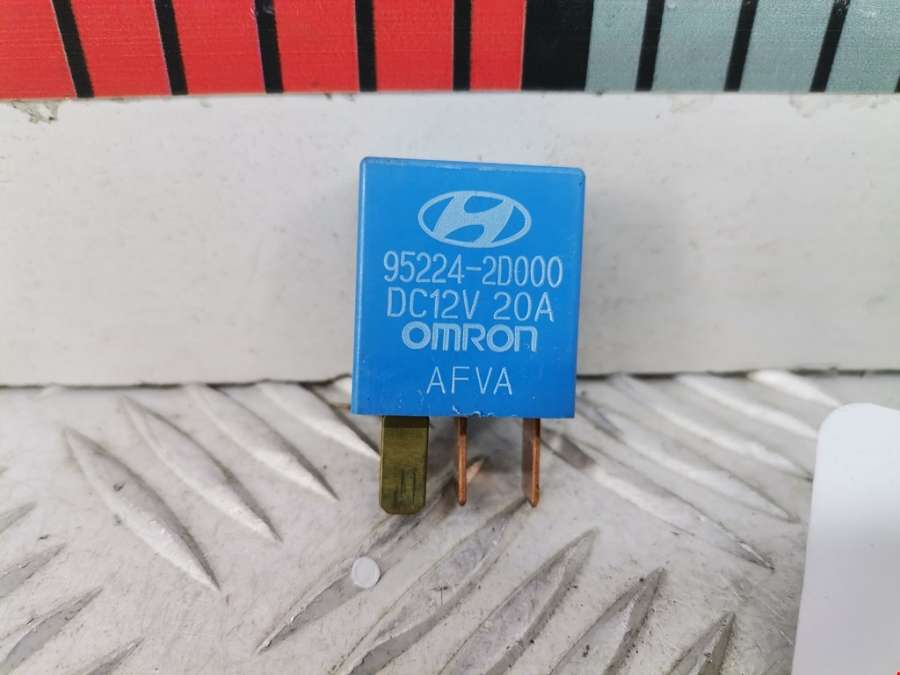 95224-2D000
DC12V 20A
OMRON
AFVA